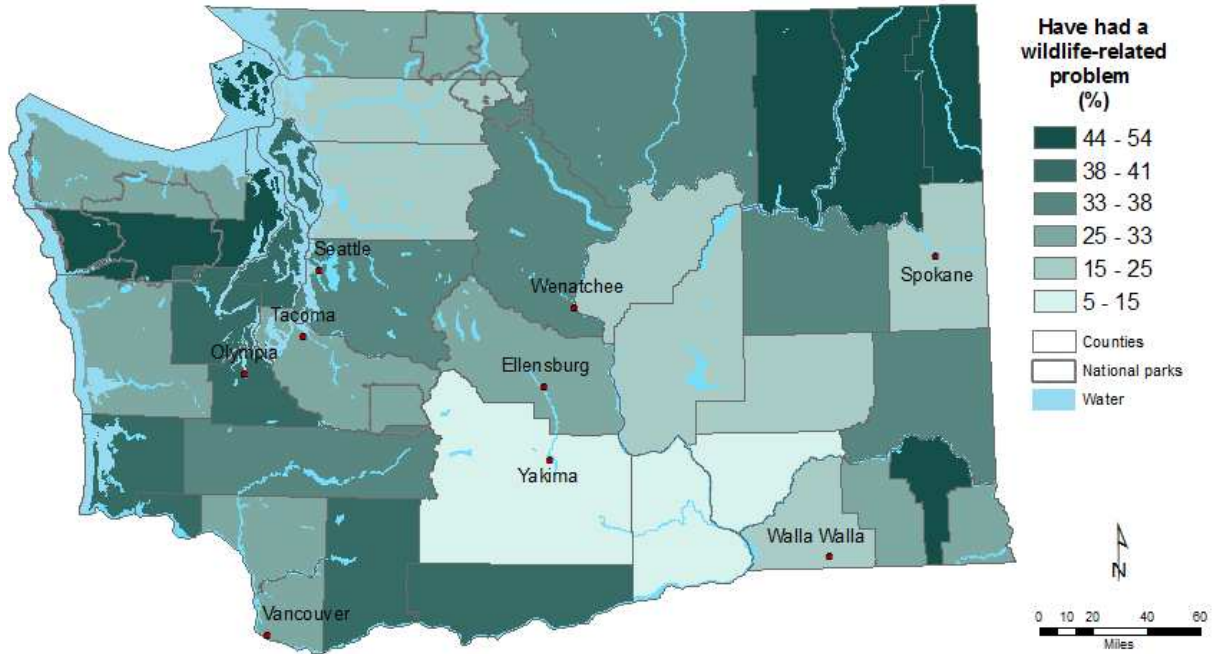 Have had a
wildlife-related
problem
(%)
44 - 54
38 - 41
33 - 38
25 - 33
15 - 25
5 - 15
Counties
National parks
Water
Seattle
Spokane
Wenatchee
Tacoma
Olympia
Ellensburg
Yakima
Walla Walla
Vancouver
N
0 10 20 40 60
Miles